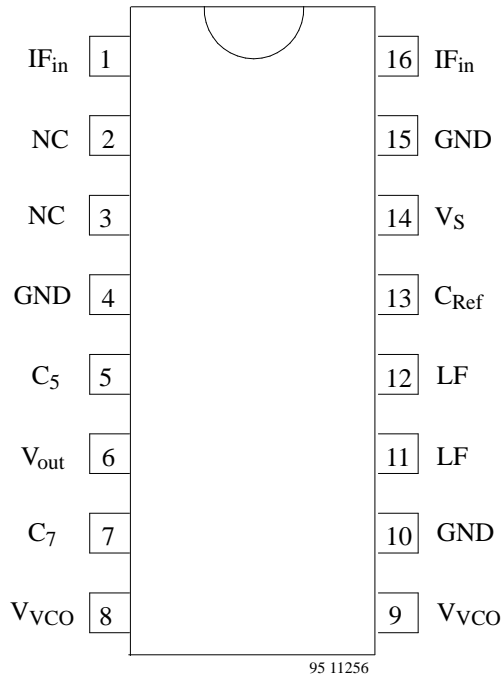 IFin 1 16 IFin
NC 2 15 GND
NC 3 14 VS
GND 4 13 CRef
C5 5 12 LF
Vout 6 11 LF
C7 7 10 GND
VVCO 8 9 VVCO
95 11256